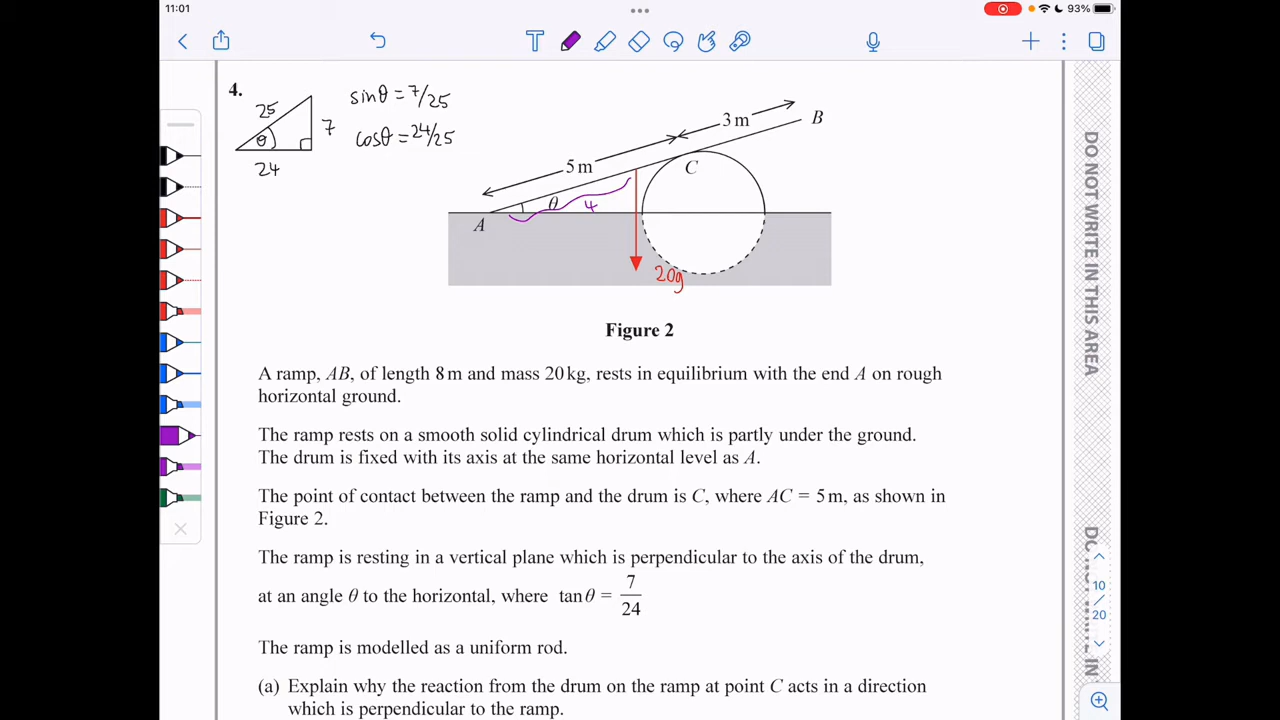 11:01
93%
4.
25
7
θ
24
sinθ = 7/25
cosθ = 24/25
3 m
B
5 m
C
θ
4
A
20g
Figure 2
A ramp, AB, of length 8 m and mass 20 kg, rests in equilibrium with the end A on rough
horizontal ground.
The ramp rests on a smooth solid cylindrical drum which is partly under the ground.
The drum is fixed with its axis at the same horizontal level as A.
The point of contact between the ramp and the drum is C, where AC = 5 m, as shown in
Figure 2.
The ramp is resting in a vertical plane which is perpendicular to the axis of the drum,
at an angle θ to the horizontal, where tan θ = 7/24
The ramp is modelled as a uniform rod.
(a) Explain why the reaction from the drum on the ramp at point C acts in a direction
which is perpendicular to the ramp.
DO NOT WRITE IN THIS AREA
10
/
20
IN